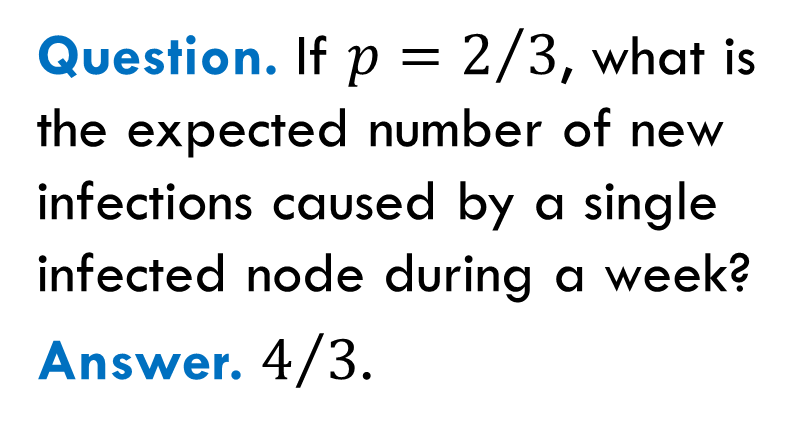 Question. If p = 2/3, what is
the expected number of new
infections caused by a single
infected node during a week?
Answer. 4/3.